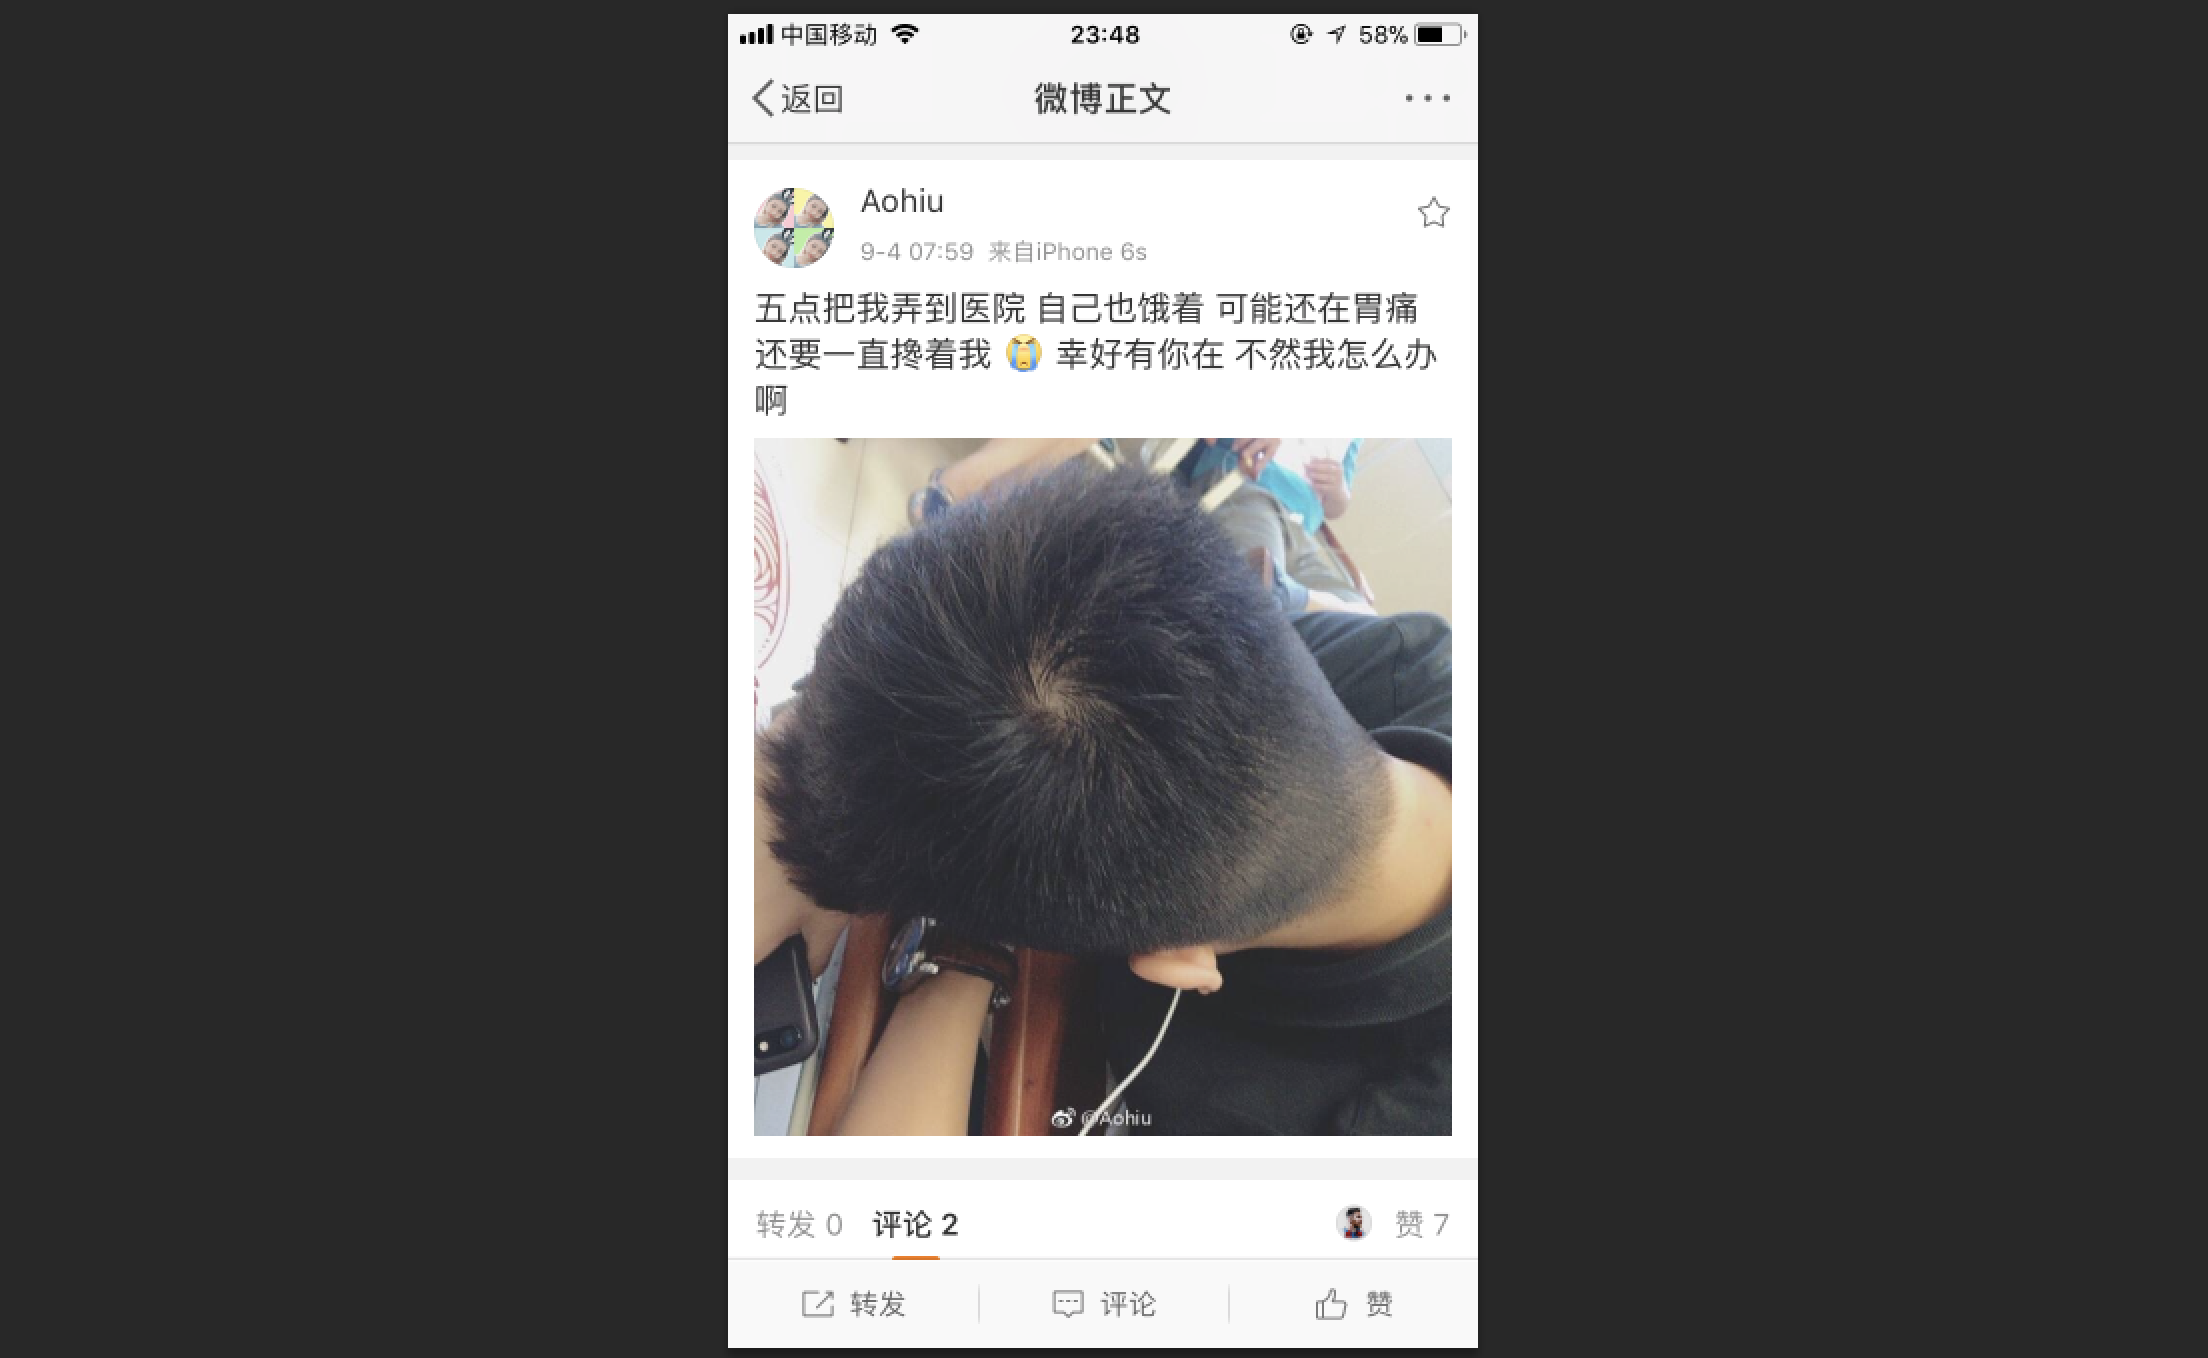 中国移动 23:48 58%
返回 微博正文
Aohiu
9-4 07:59 来自iPhone 6s
五点把我弄到医院 自己也饿着 可能还在胃痛
还要一直搀着我 😭 幸好有你在 不然我怎么办
啊
@Aohiu
转发 0 评论 2 赞 7
转发 评论 赞